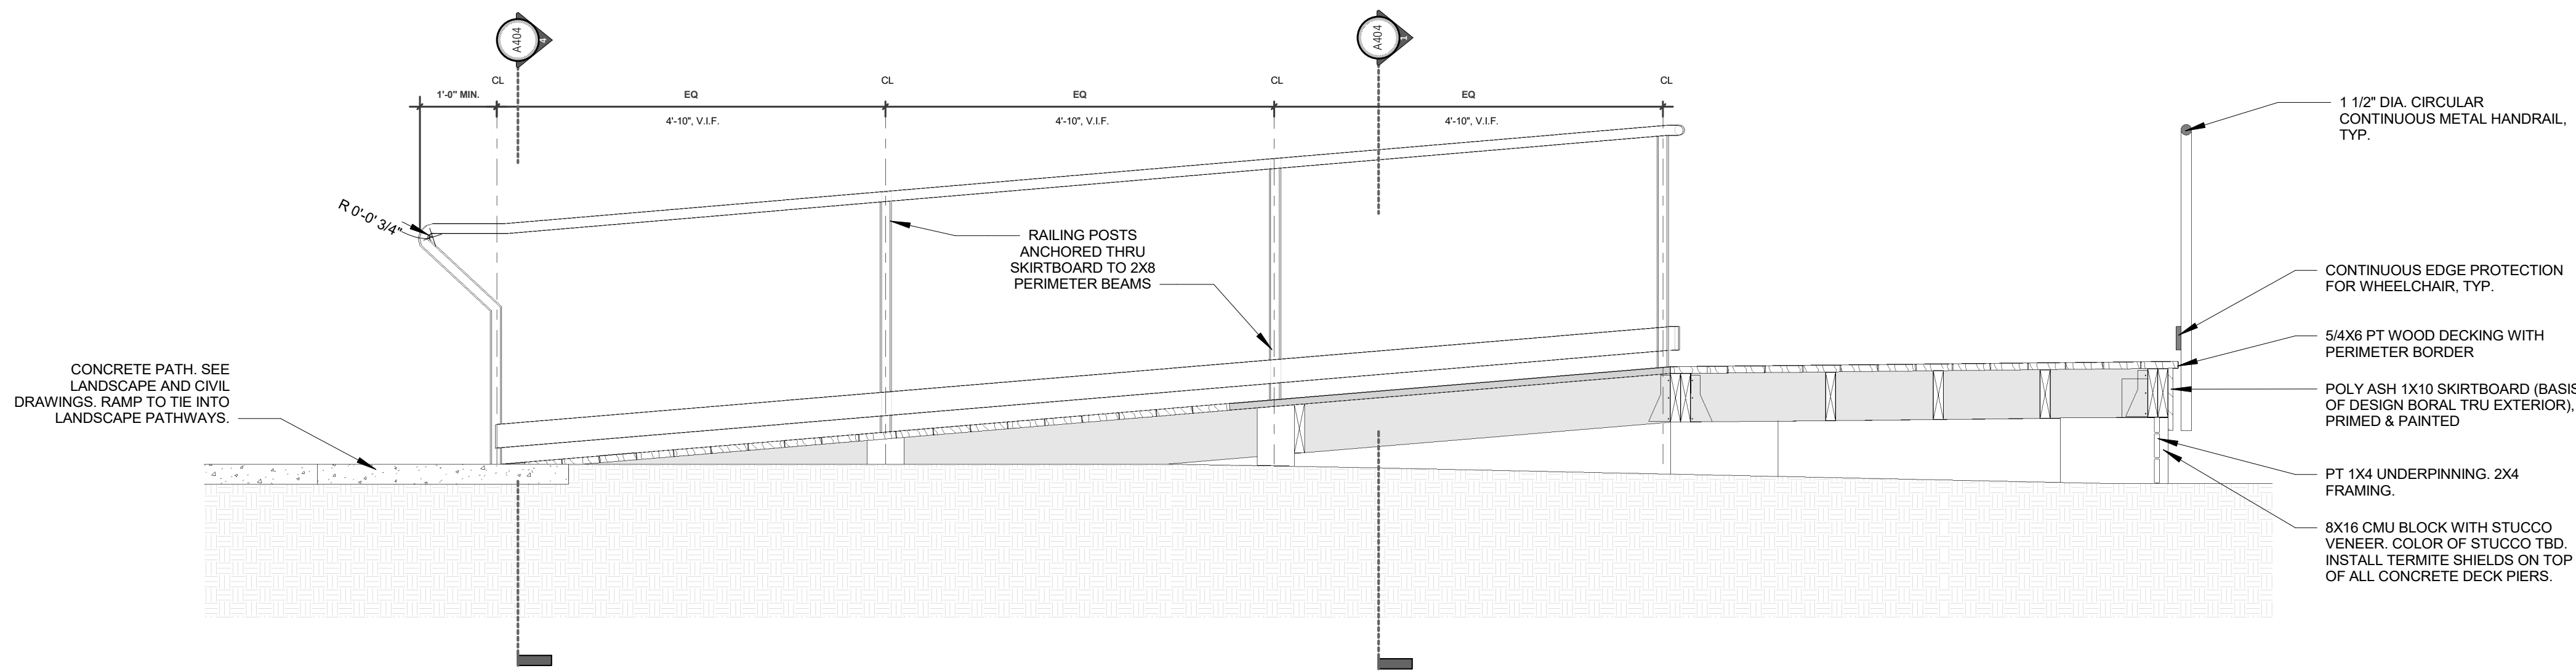 A404
4
A404
1
CL
CL
CL
CL
1'-0" MIN.
EQ
EQ
EQ
4'-10", V.I.F.
4'-10", V.I.F.
4'-10", V.I.F.
R 0'-0' 3/4"
RAILING POSTS
ANCHORED THRU
SKIRTBOARD TO 2X8
PERIMETER BEAMS
CONCRETE PATH. SEE
LANDSCAPE AND CIVIL
DRAWINGS. RAMP TO TIE INTO
LANDSCAPE PATHWAYS.
1 1/2" DIA. CIRCULAR
CONTINUOUS METAL HANDRAIL,
TYP.
CONTINUOUS EDGE PROTECTION
FOR WHEELCHAIR, TYP.
5/4X6 PT WOOD DECKING WITH
PERIMETER BORDER
POLY ASH 1X10 SKIRTBOARD (BASIS
OF DESIGN BORAL TRU EXTERIOR),
PRIMED & PAINTED
PT 1X4 UNDERPINNING. 2X4
FRAMING.
8X16 CMU BLOCK WITH STUCCO
VENEER. COLOR OF STUCCO TBD.
INSTALL TERMITE SHIELDS ON TOP
OF ALL CONCRETE DECK PIERS.